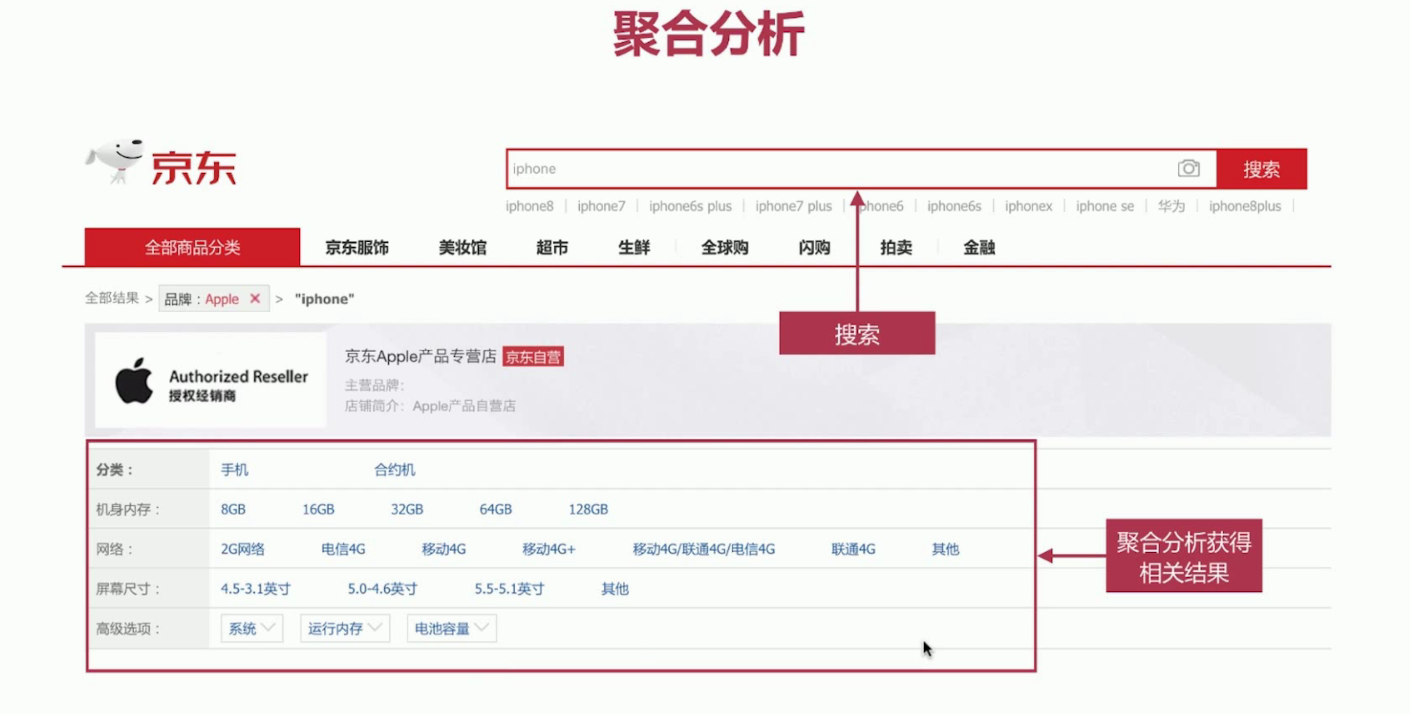 聚合分析
京东
iphone
搜索
iphone8 | iphone7 | iphone6s plus | iphone7 plus | iphone6 | iphone6s | iphonex | iphone se | 华为 | iphone8plus |
全部商品分类 京东服饰 美妆馆 超市 生鲜 全球购 闪购 拍卖 金融
全部结果 > 品牌：Apple × > "iphone"
搜索
Authorized Reseller
授权经销商
京东Apple产品专营店 京东自营
主营品牌：
店铺简介：Apple产品自营店
分类： 手机 合约机
机身内存： 8GB 16GB 32GB 64GB 128GB
网络： 2G网络 电信4G 移动4G 移动4G+ 移动4G/联通4G/电信4G 联通4G 其他
屏幕尺寸： 4.5-3.1英寸 5.0-4.6英寸 5.5-5.1英寸 其他
高级选项： 系统 运行内存 电池容量
聚合分析获得
相关结果